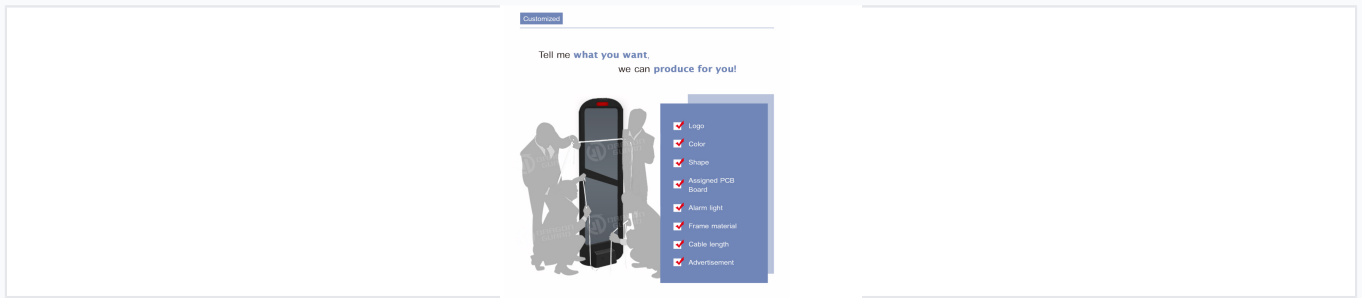 Customized
Tell me what you want,
we can produce for you!
Logo
Color
Shape
Assigned PCB
Board
Alarm light
Frame material
Cable length
Advertisement